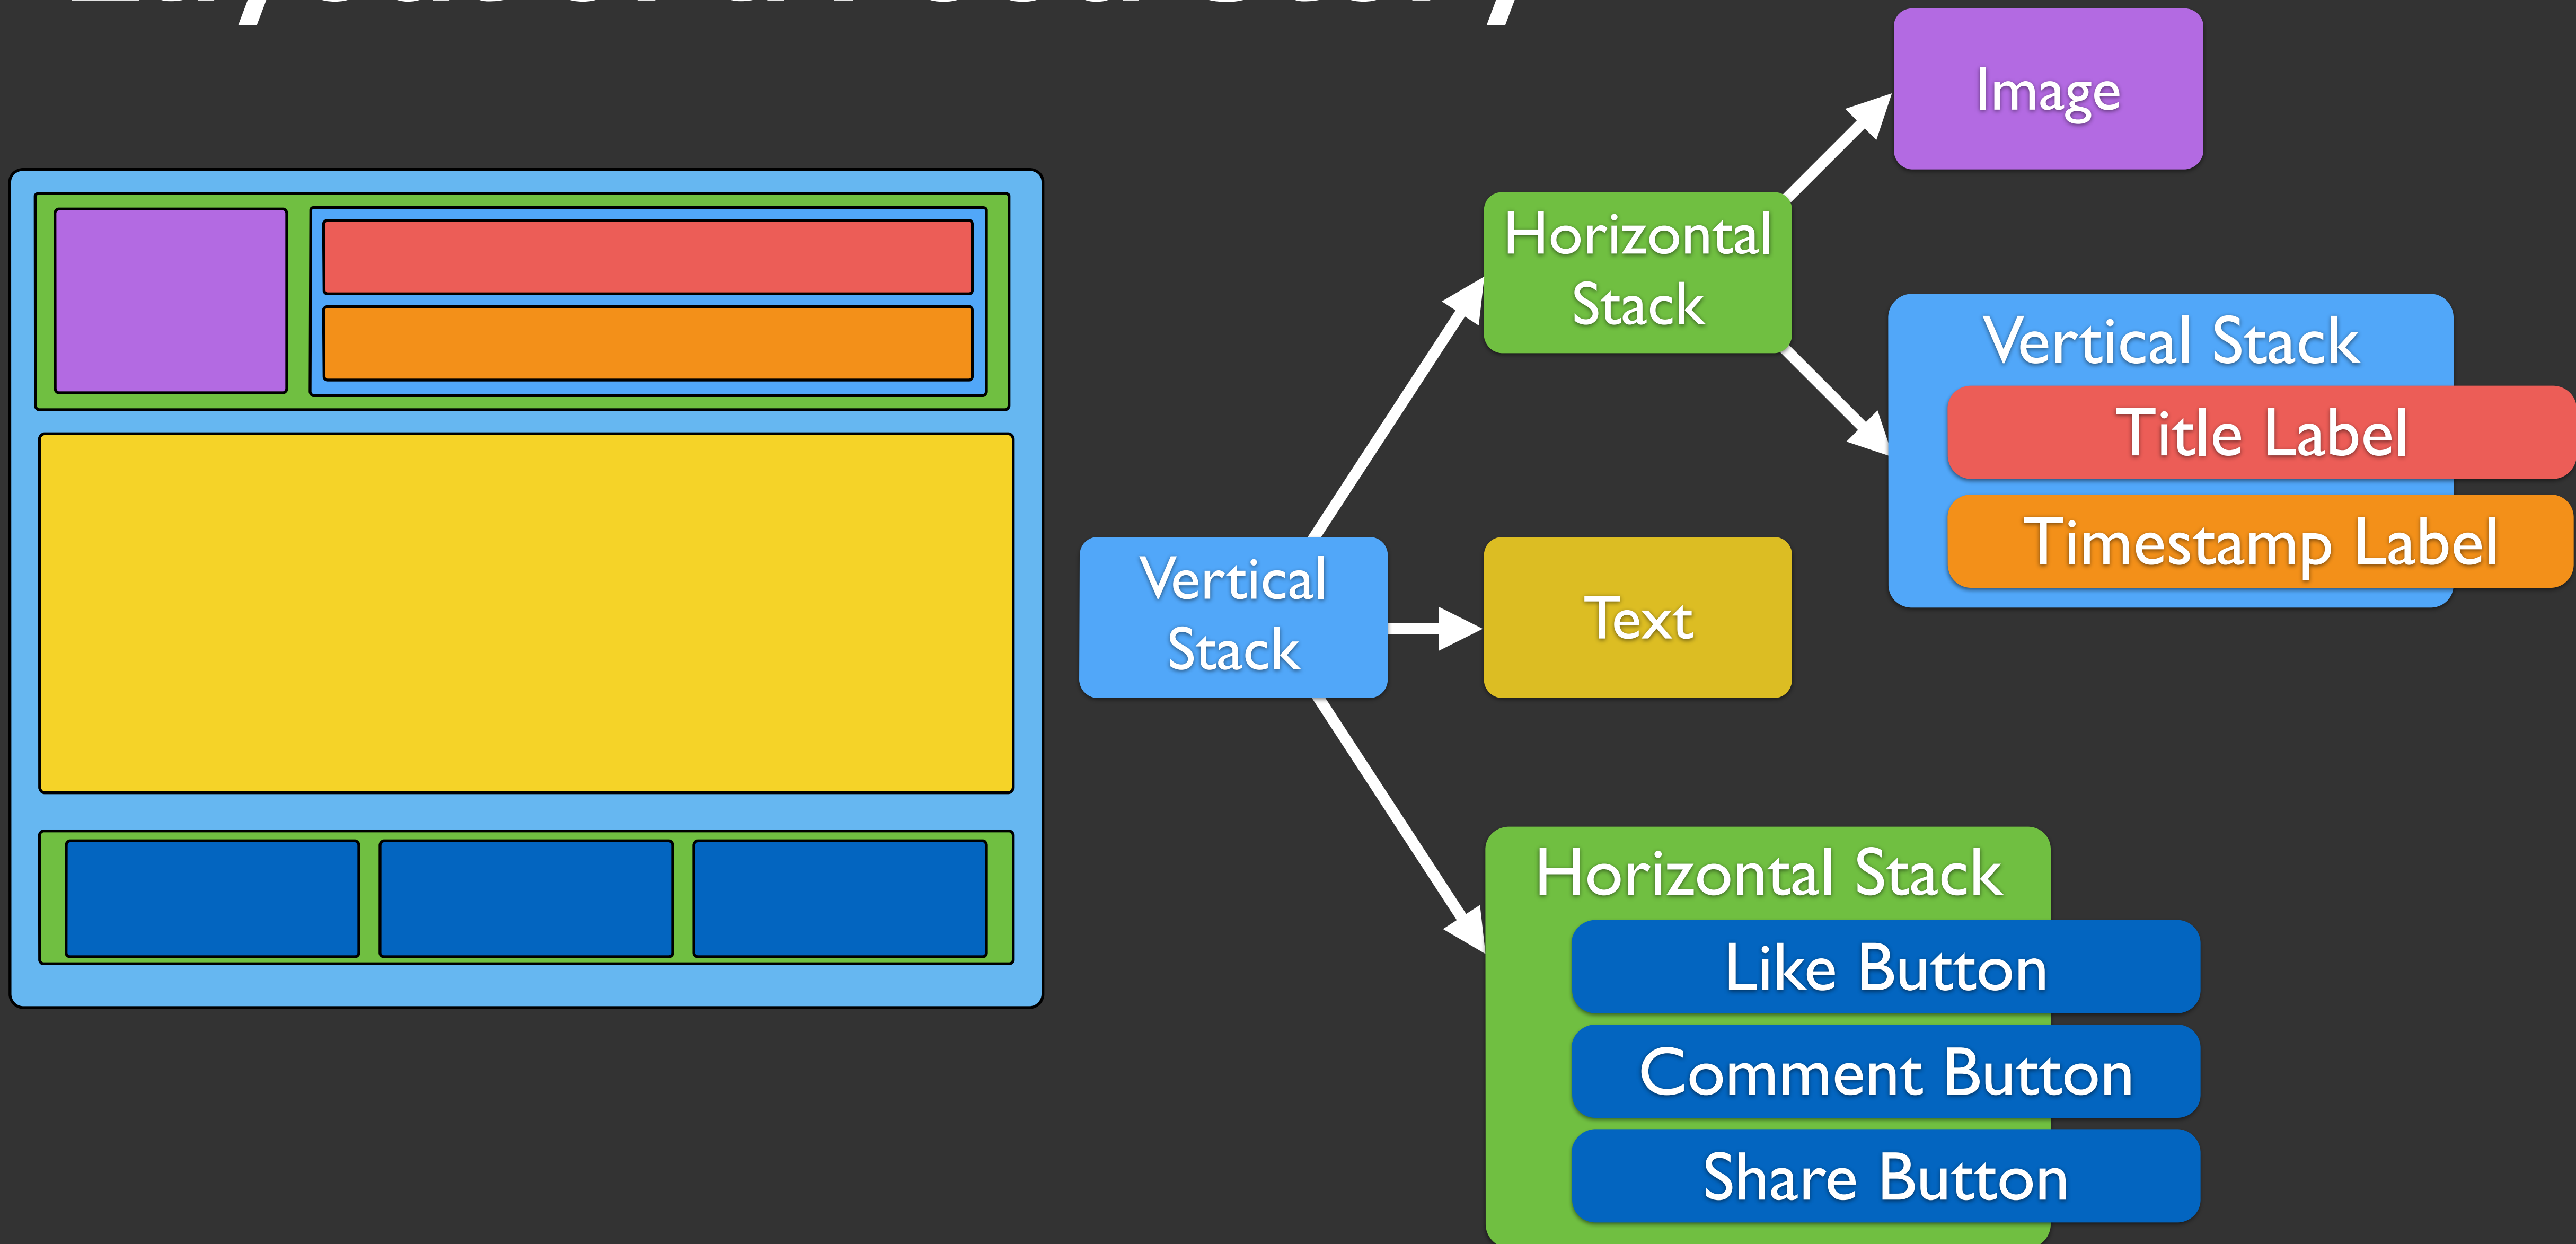 Image
Horizontal
Stack
Vertical Stack
Title Label
Timestamp Label
Vertical
Stack
Text
Horizontal Stack
Like Button
Comment Button
Share Button